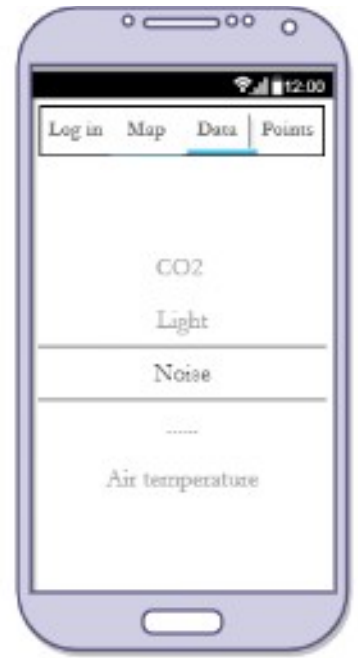 12:00
Log in Map Data Points
CO2
Light
Noise
......
Air temperature